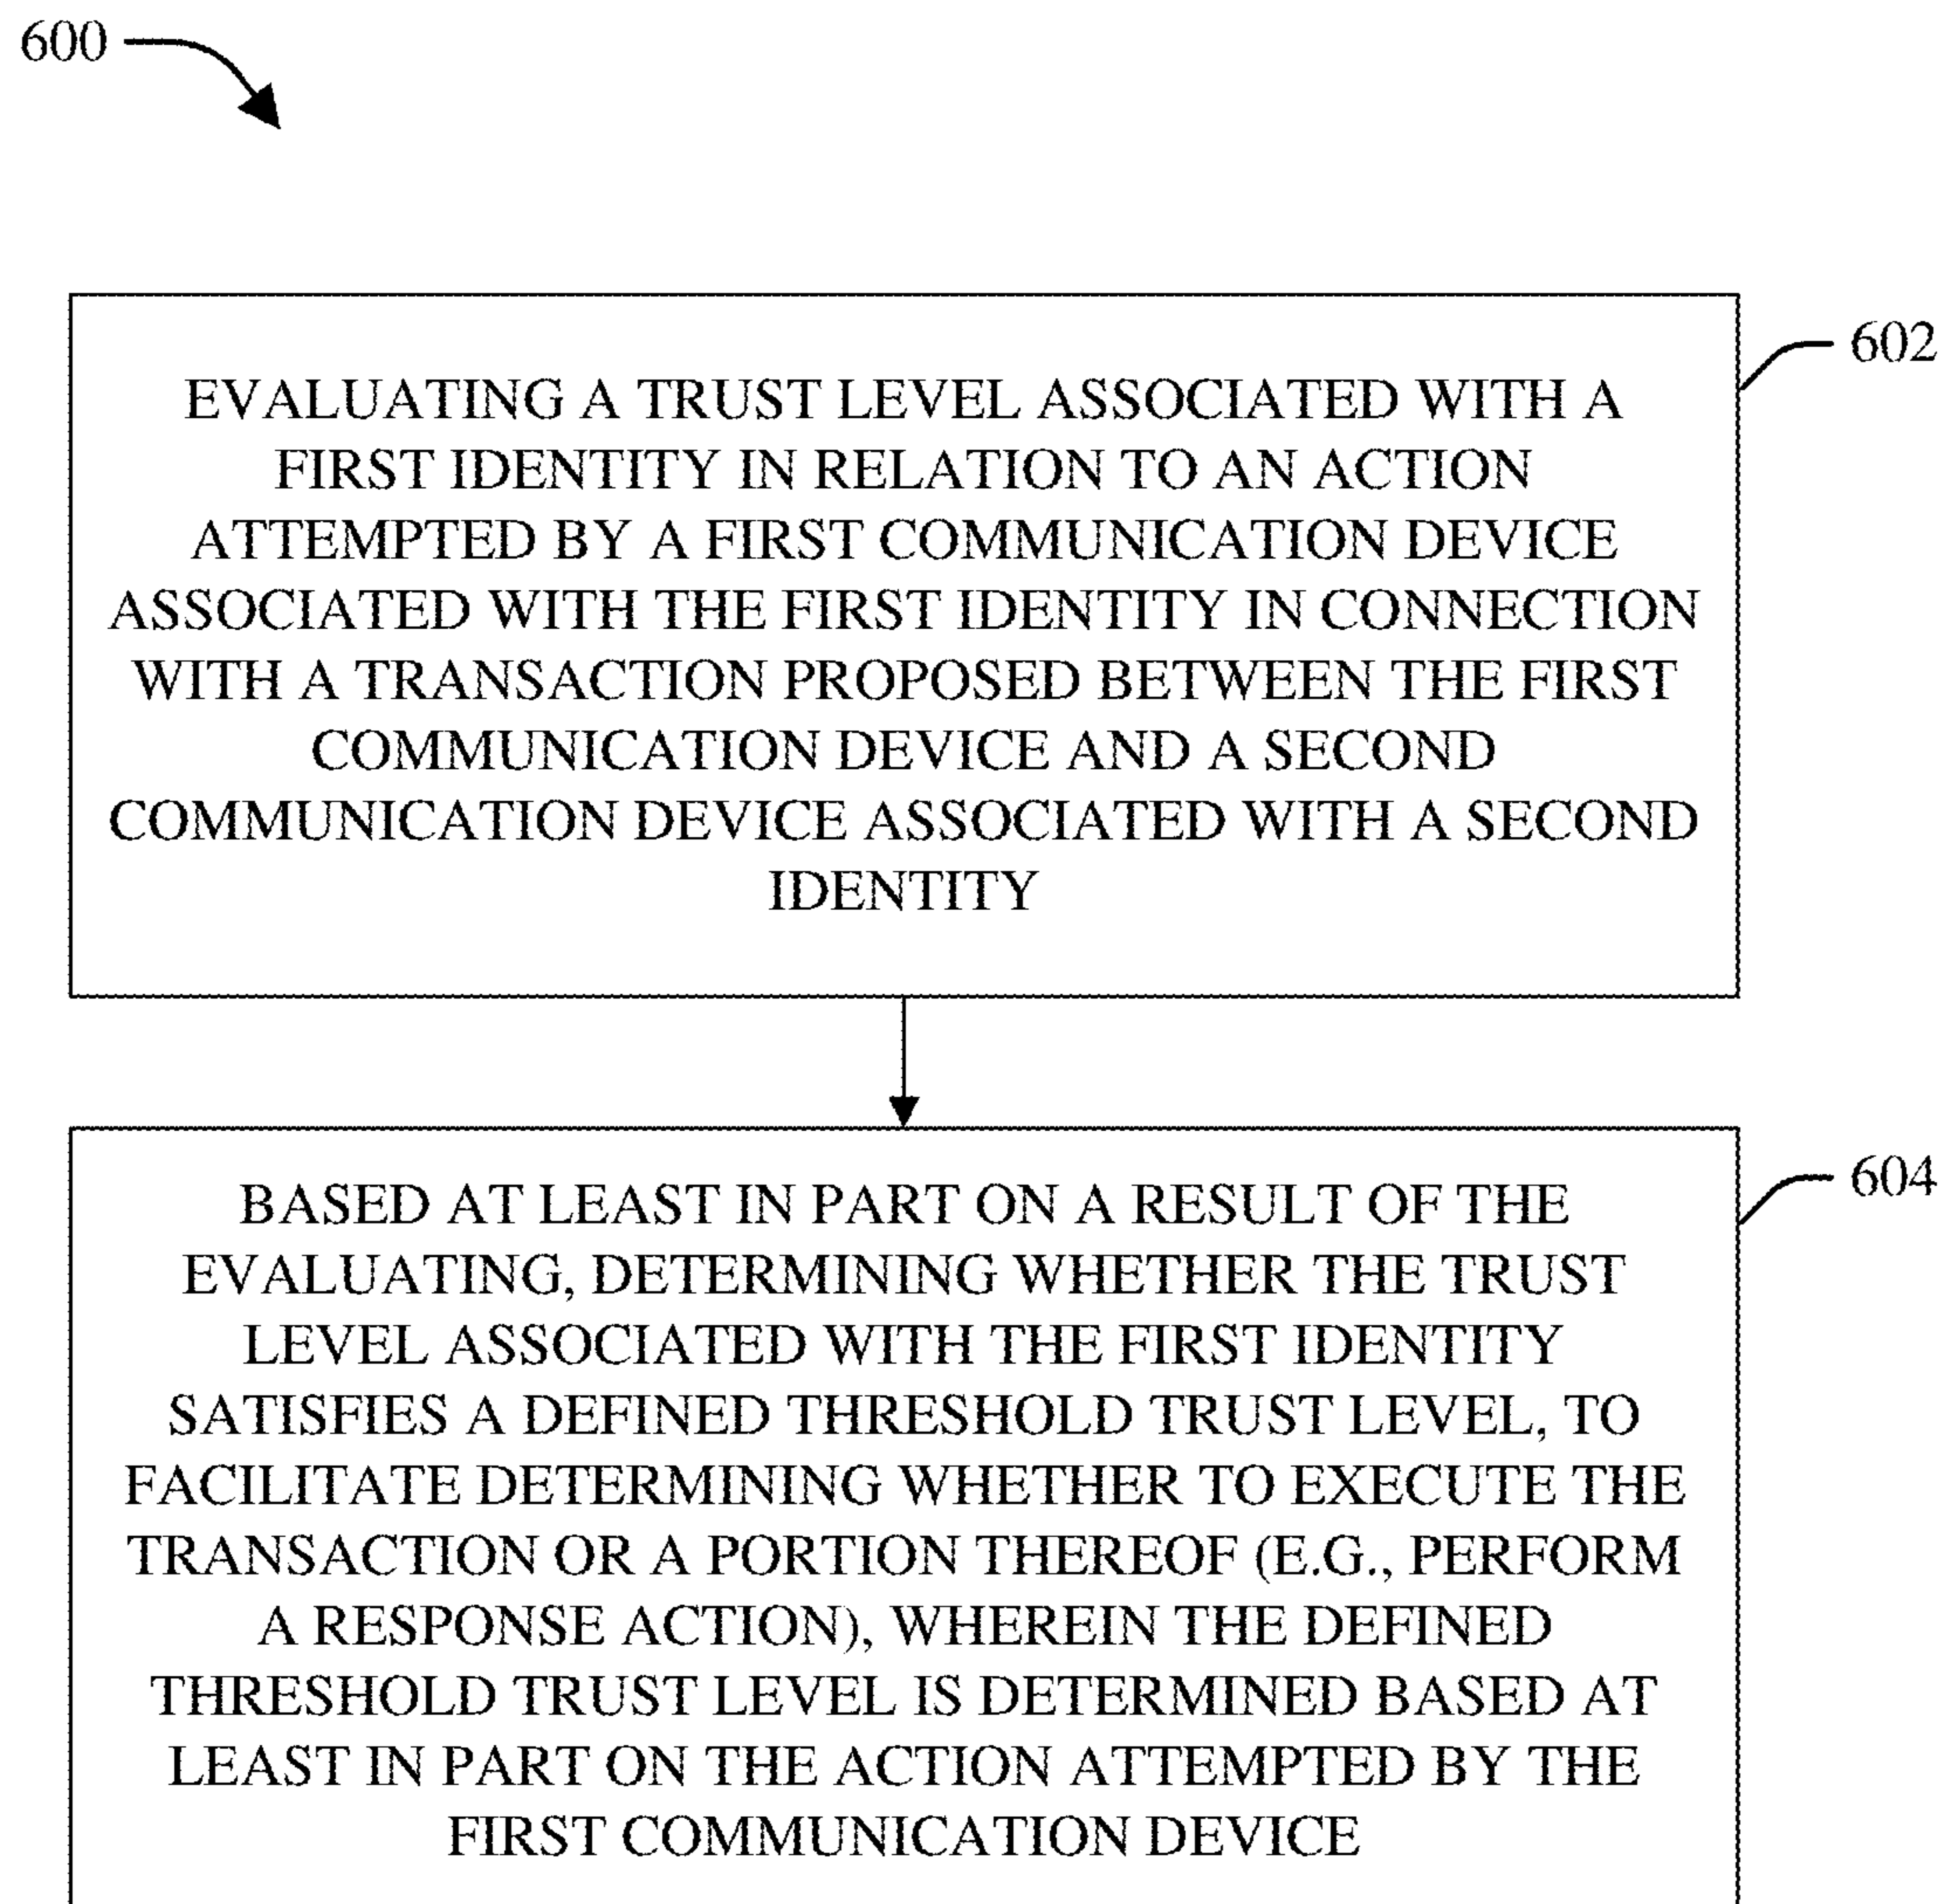 600
602
EVALUATING A TRUST LEVEL ASSOCIATED WITH A
FIRST IDENTITY IN RELATION TO AN ACTION
ATTEMPTED BY A FIRST COMMUNICATION DEVICE
ASSOCIATED WITH THE FIRST IDENTITY IN CONNECTION
WITH A TRANSACTION PROPOSED BETWEEN THE FIRST
COMMUNICATION DEVICE AND A SECOND
COMMUNICATION DEVICE ASSOCIATED WITH A SECOND
IDENTITY
604
BASED AT LEAST IN PART ON A RESULT OF THE
EVALUATING, DETERMINING WHETHER THE TRUST
LEVEL ASSOCIATED WITH THE FIRST IDENTITY
SATISFIES A DEFINED THRESHOLD TRUST LEVEL, TO
FACILITATE DETERMINING WHETHER TO EXECUTE THE
TRANSACTION OR A PORTION THEREOF (E.G., PERFORM
A RESPONSE ACTION), WHEREIN THE DEFINED
THRESHOLD TRUST LEVEL IS DETERMINED BASED AT
LEAST IN PART ON THE ACTION ATTEMPTED BY THE
FIRST COMMUNICATION DEVICE